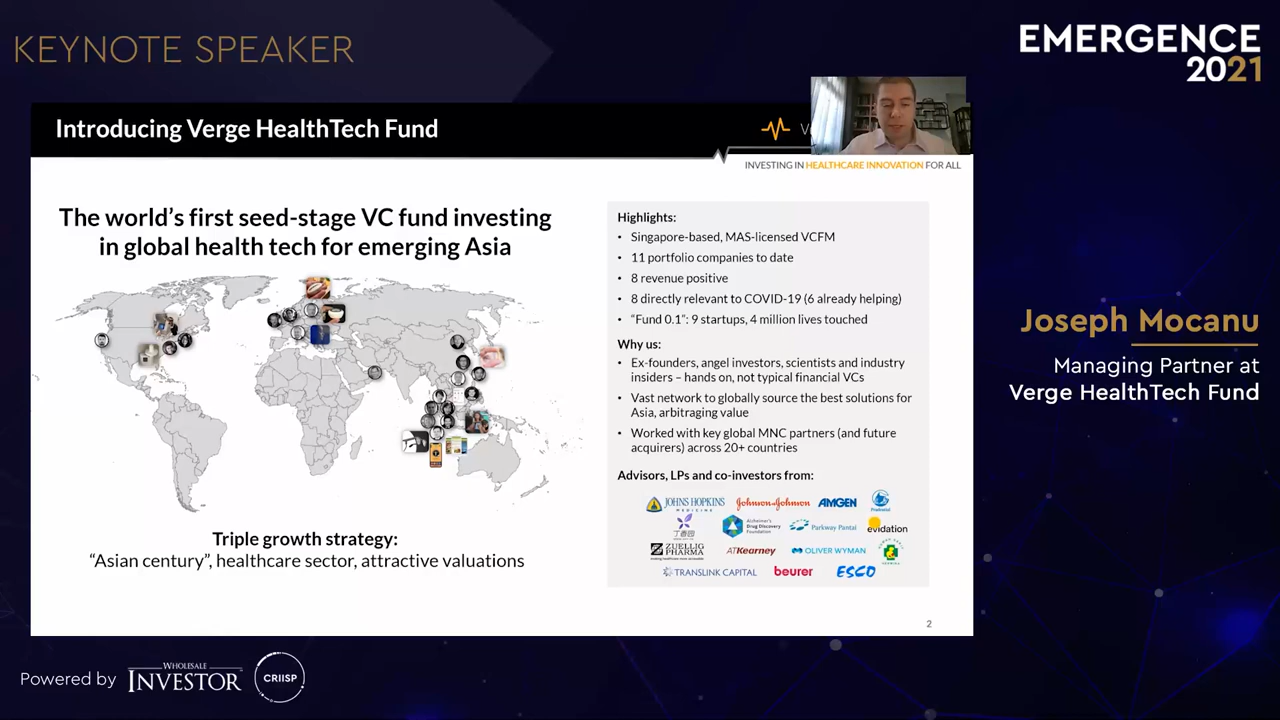 KEYNOTE SPEAKER
EMERGENCE
2021
Introducing Verge HealthTech Fund
INVESTING IN HEALTHCARE INNOVATION FOR ALL
The world's first seed-stage VC fund investing
in global health tech for emerging Asia
Triple growth strategy:
“Asian century”, healthcare sector, attractive valuations
Highlights:
• Singapore-based, MAS-licensed VCFM
• 11 portfolio companies to date
• 8 revenue positive
• 8 directly relevant to COVID-19 (6 already helping)
• “Fund 0.1”: 9 startups, 4 million lives touched
Why us:
• Ex-founders, angel investors, scientists and industry
insiders – hands on, not typical financial VCs
• Vast network to globally source the best solutions for
Asia, arbitraging value
• Worked with key global MNC partners (and future
acquirers) across 20+ countries
Advisors, LPs and co-investors from:
JOHNS HOPKINS
MEDICINE
Johnson & Johnson
AMGEN
丁香园
Alzheimer's
Drug Discovery
Foundation
Parkway Pantai
evidation
ZUELLIG
PHARMA
ATKearney
OLIVER WYMAN
TRANSLINK CAPITAL
beurer
ESCO
2
Joseph Mocanu
Managing Partner at
Verge HealthTech Fund
Powered by
WHOLESALE
INVESTOR
CRIISP